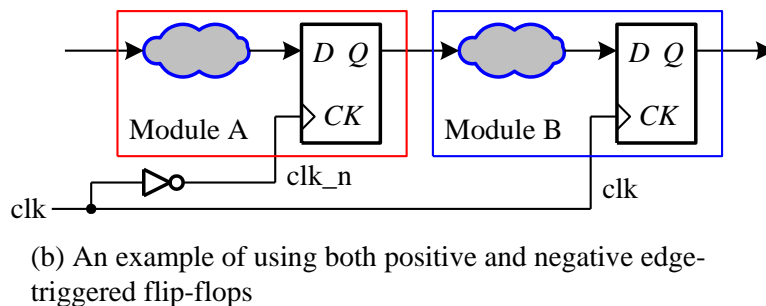 D Q
D Q
CK
CK
Module A
Module B
clk_n
clk
clk
(b) An example of using both positive and negative edge-
triggered flip-flops